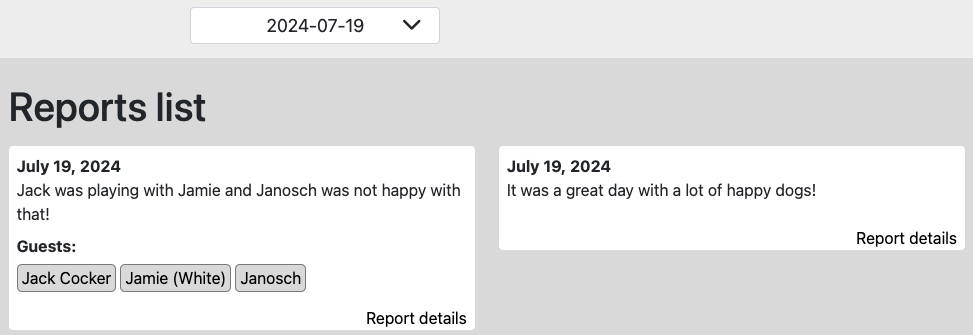 2024-07-19
Reports list
July 19, 2024
Jack was playing with Jamie and Janosch was not happy with
that!
Guests:
Jack Cocker Jamie (White) Janosch
Report details
July 19, 2024
It was a great day with a lot of happy dogs!
Report details